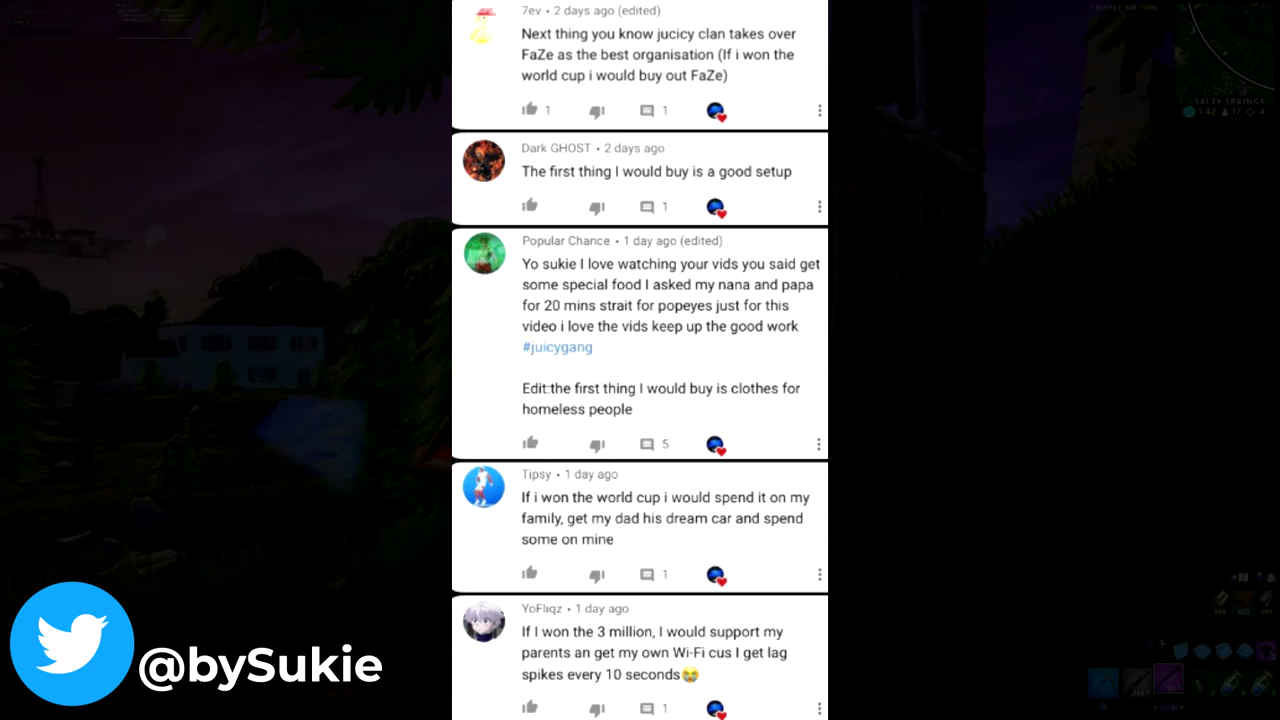 7ev • 2 days ago (edited)
Next thing you know jucicy clan takes over
FaZe as the best organisation (If i won the
world cup i would buy out FaZe)
1
1
Dark GHOST • 2 days ago
The first thing I would buy is a good setup
1
Popular Chance • 1 day ago (edited)
Yo sukie I love watching your vids you said get
some special food I asked my nana and papa
for 20 mins strait for popeyes just for this
video i love the vids keep up the good work
#juicygang
Edit:the first thing I would buy is clothes for
homeless people
5
Tipsy • 1 day ago
If i won the world cup i would spend it on my
family, get my dad his dream car and spend
some on mine
1
YoFlıqz • 1 day ago
If I won the 3 million, I would support my
parents an get my own Wi-Fi cus I get lag
spikes every 10 seconds😭
1
@bySukie
SALTY SPRINGS
1:42 17 4